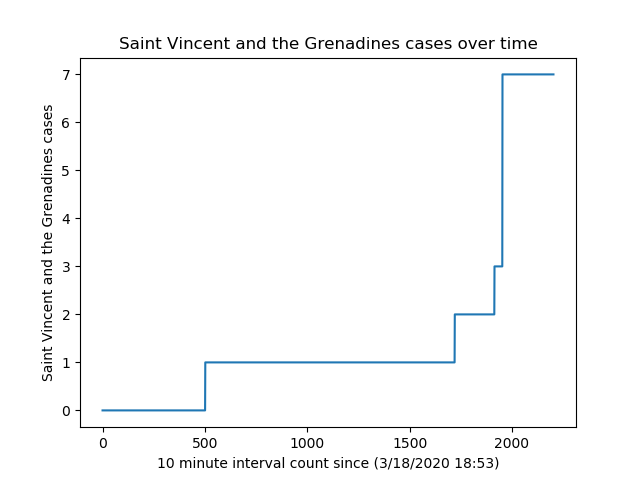 Saint Vincent and the Grenadines cases over time
Saint Vincent and the Grenadines cases
7
6
5
4
3
2
1
0
0 500 1000 1500 2000
10 minute interval count since (3/18/2020 18:53)